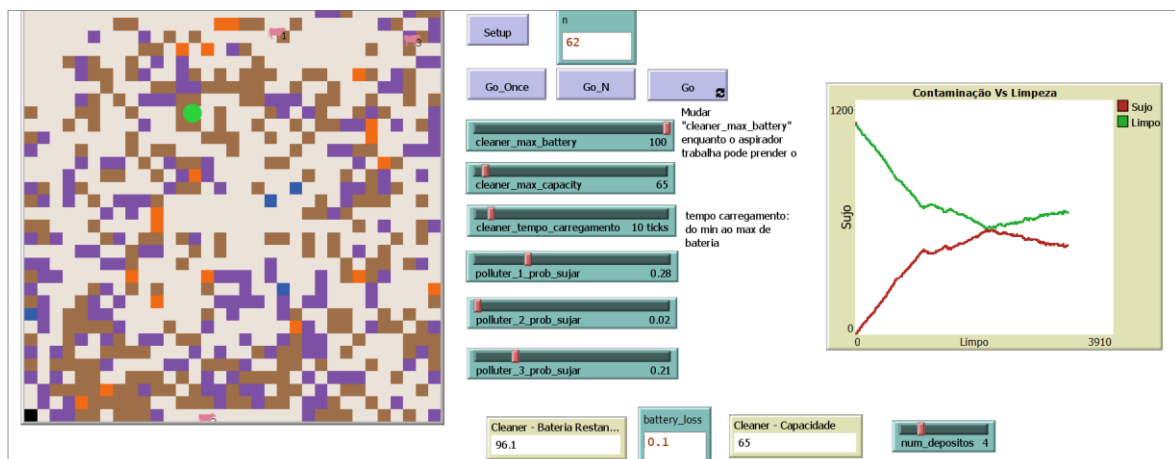 1
3
Setup
n
62
Go_Once
Go_N
Go
cleaner_max_battery 100
Mudar
"cleaner_max_battery"
enquanto o aspirador
trabalha pode prender o
cleaner_max_capacity 65
cleaner_tempo_carregamento 10 ticks
tempo carregamento:
do min ao max de
bateria
polluter_1_prob_sujar 0.28
polluter_2_prob_sujar 0.02
polluter_3_prob_sujar 0.21
Contaminação Vs Limpeza
1200
Sujo
0
0
Limpo
3910
Sujo
Limpo
Cleaner - Bateria Restan...
96.1
battery_loss
0.1
Cleaner - Capacidade
65
num_depositos 4